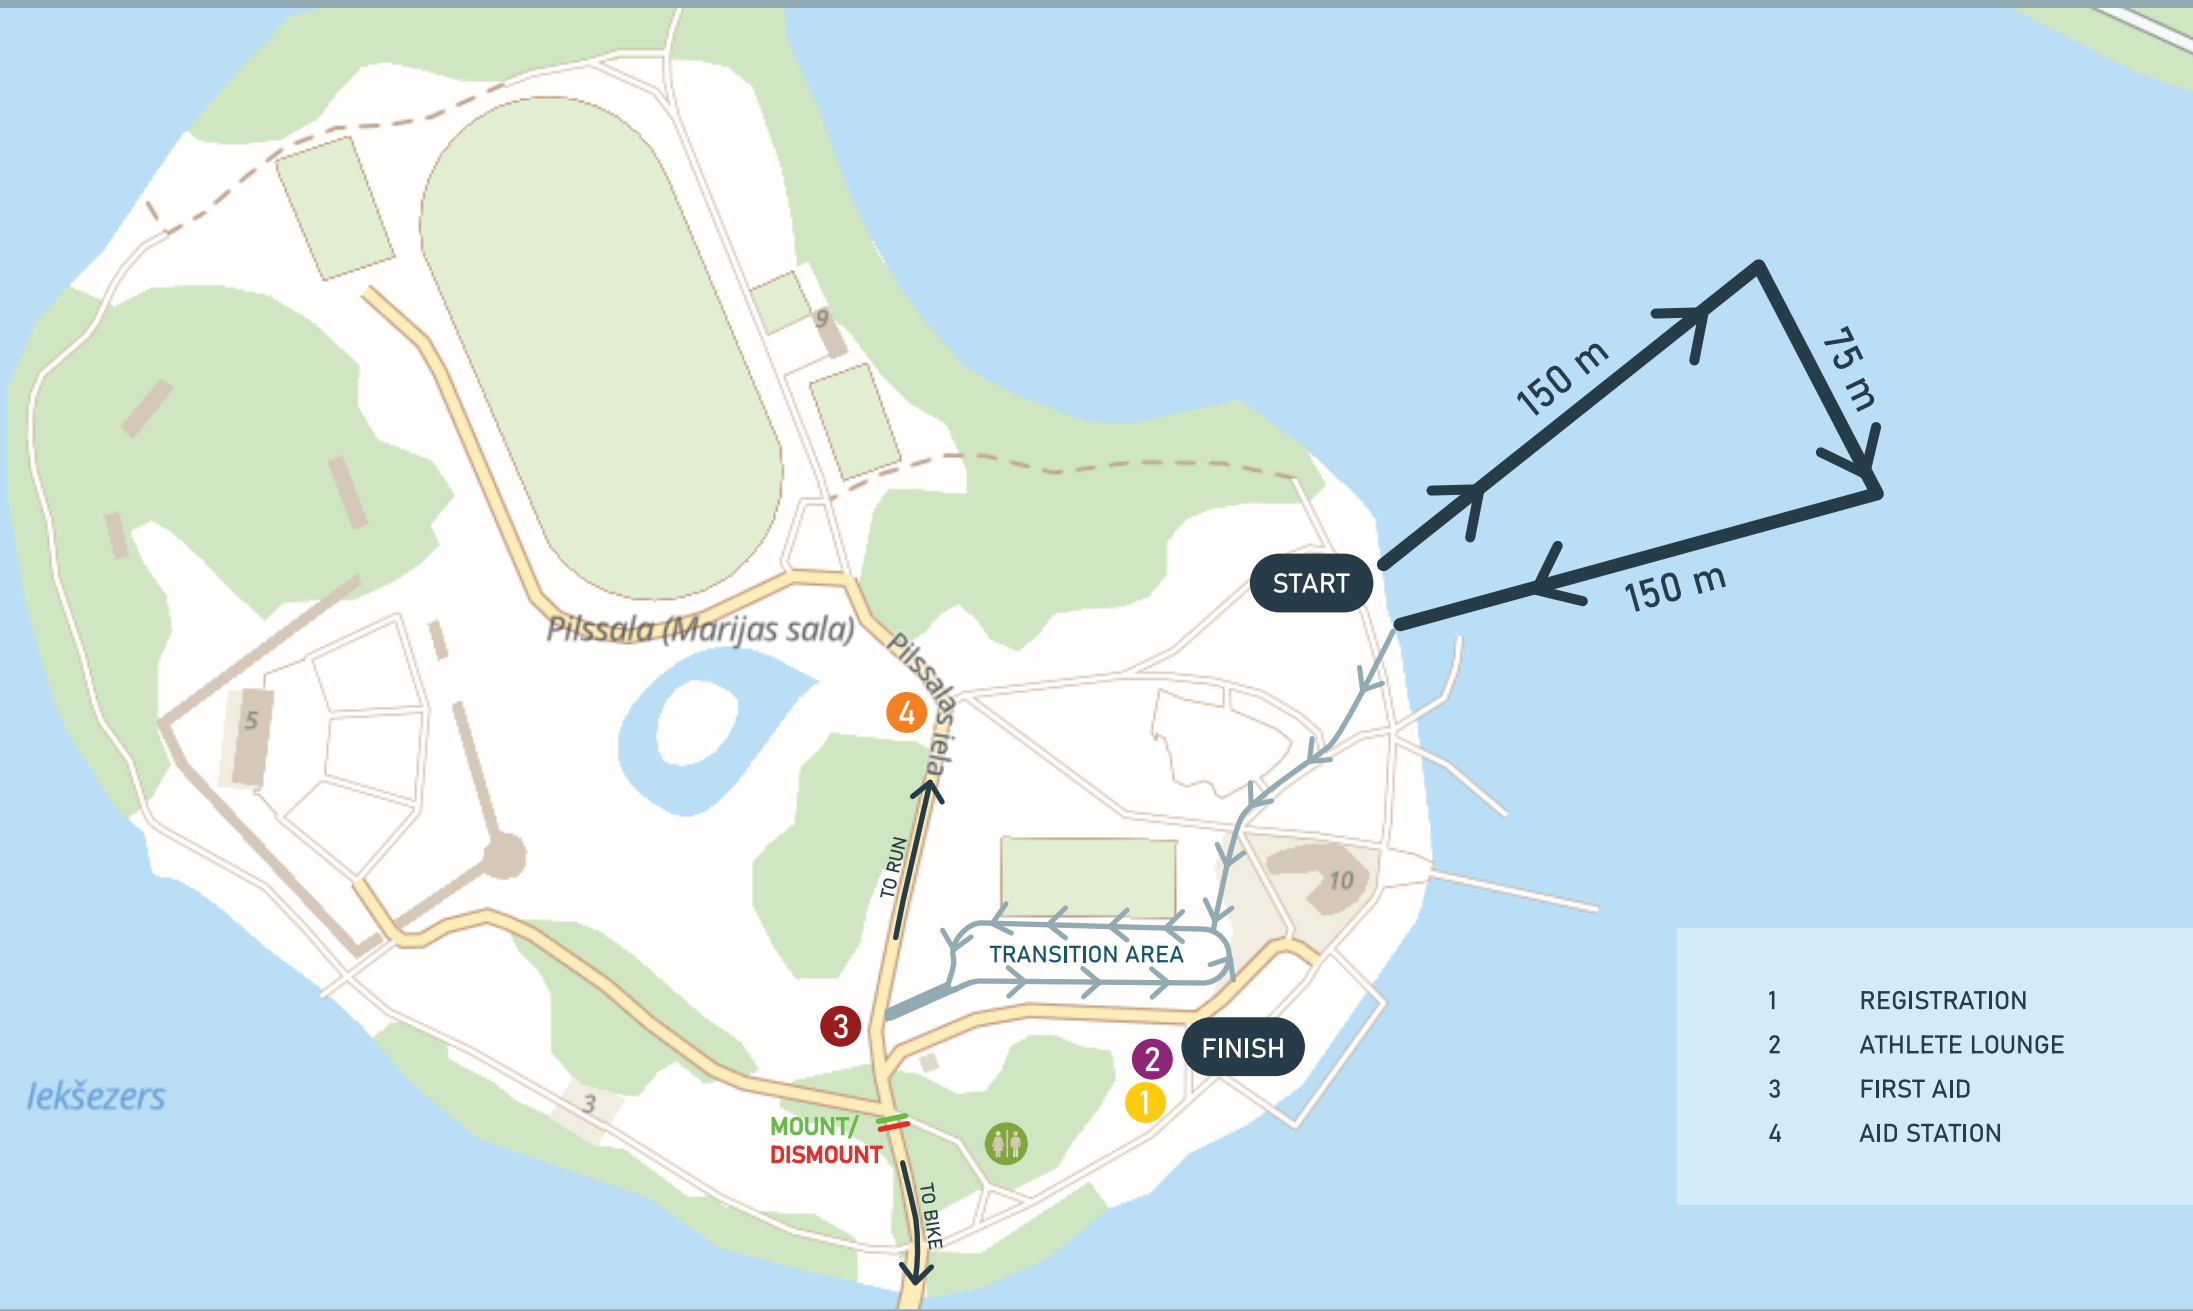 9
150 m
75 m
START
150 m
Pilssala (Marijas sala)
Pilssalas iela
4
5
TO RUN
10
TRANSITION AREA
3
FINISH
2
1
Iekšezers
3
MOUNT/
DISMOUNT
TO BIKE
1 REGISTRATION
2 ATHLETE LOUNGE
3 FIRST AID
4 AID STATION